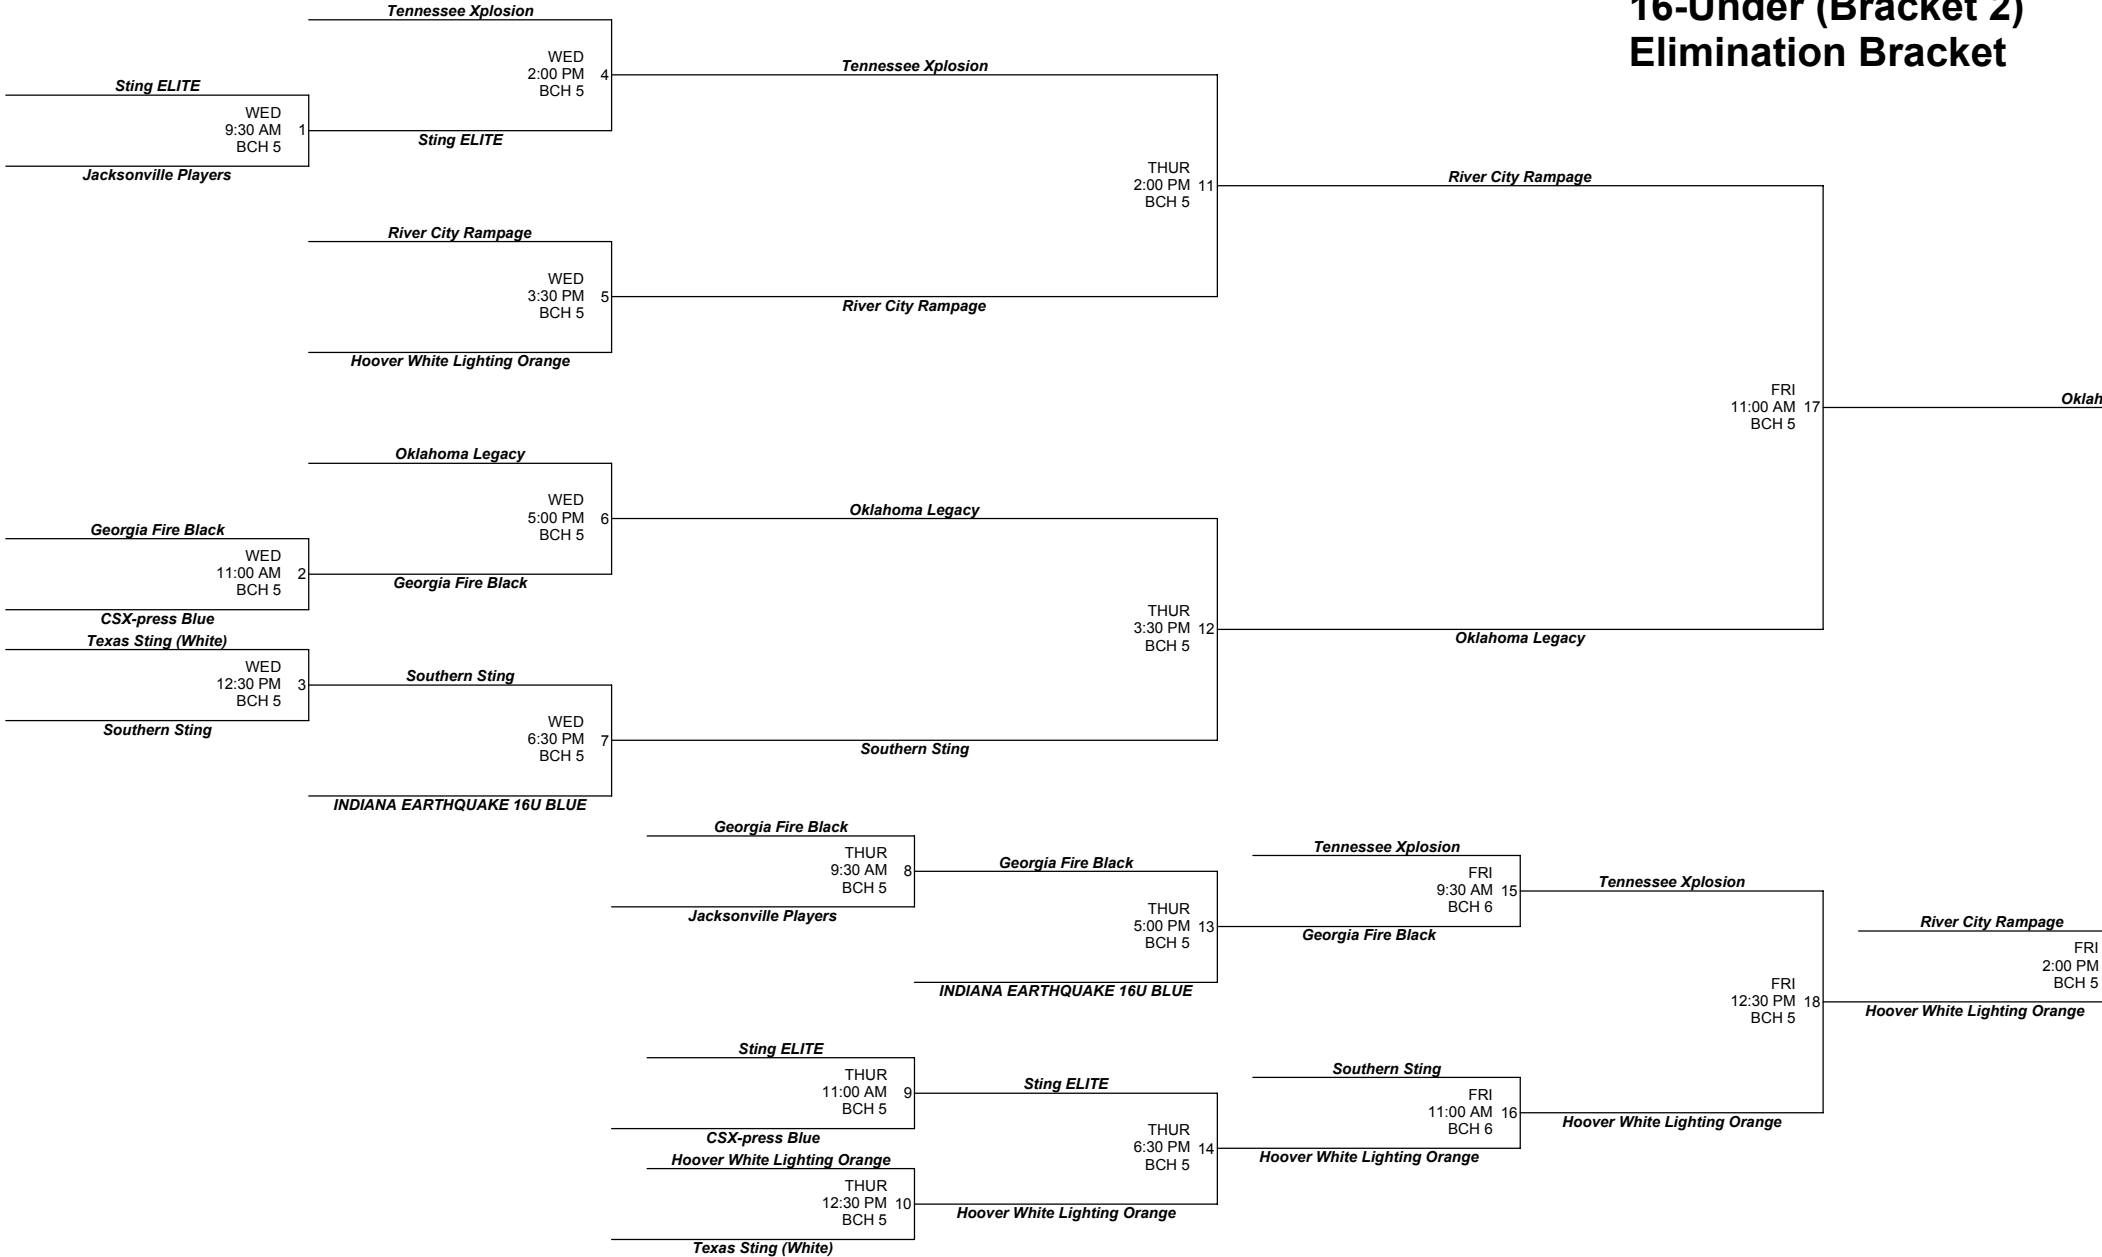 16-Under (Bracket 2)
Elimination Bracket
Tennessee Xplosion
WED
2:00 PM 4
BCH 5
Tennessee Xplosion
Sting ELITE
WED
9:30 AM 1
BCH 5
Sting ELITE
Jacksonville Players
THUR
2:00 PM 11
BCH 5
River City Rampage
River City Rampage
WED
3:30 PM 5
BCH 5
River City Rampage
Hoover White Lighting Orange
FRI
11:00 AM 17
BCH 5
Oklah
Oklahoma Legacy
WED
5:00 PM 6
BCH 5
Oklahoma Legacy
Georgia Fire Black
WED
11:00 AM 2
BCH 5
Georgia Fire Black
CSX-press Blue
THUR
3:30 PM 12
BCH 5
Oklahoma Legacy
Texas Sting (White)
WED
12:30 PM 3
BCH 5
Southern Sting
Southern Sting
WED
6:30 PM 7
BCH 5
Southern Sting
INDIANA EARTHQUAKE 16U BLUE
Georgia Fire Black
THUR
9:30 AM 8
BCH 5
Georgia Fire Black
Jacksonville Players
THUR
5:00 PM 13
BCH 5
INDIANA EARTHQUAKE 16U BLUE
Tennessee Xplosion
FRI
9:30 AM 15
BCH 6
Tennessee Xplosion
Georgia Fire Black
River City Rampage
FRI
2:00 PM
BCH 5
FRI
12:30 PM 18
BCH 5
Hoover White Lighting Orange
Sting ELITE
THUR
11:00 AM 9
BCH 5
Sting ELITE
CSX-press Blue
Southern Sting
FRI
11:00 AM 16
BCH 6
Hoover White Lighting Orange
THUR
6:30 PM 14
BCH 5
Hoover White Lighting Orange
Hoover White Lighting Orange
THUR
12:30 PM 10
BCH 5
Hoover White Lighting Orange
Texas Sting (White)